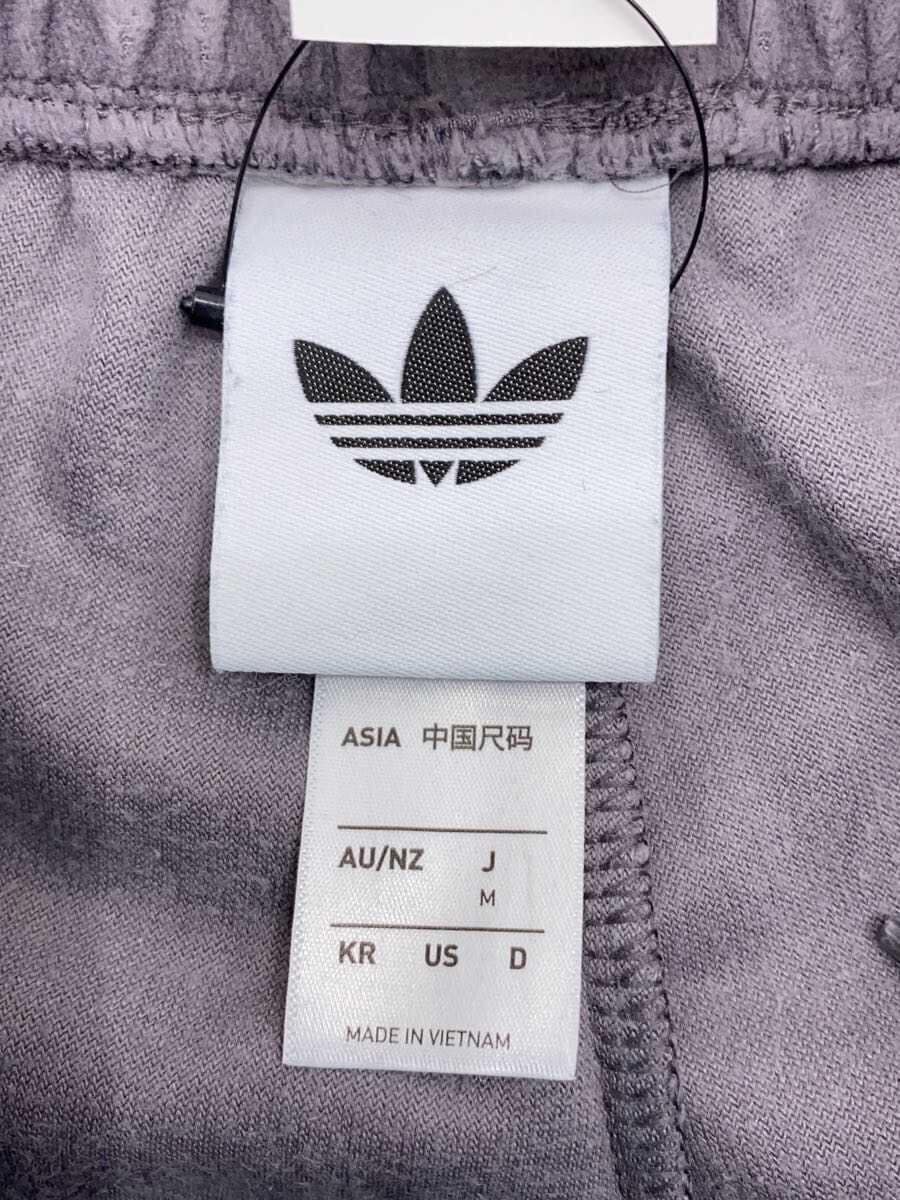 ASIA 中国尺码
AU/NZ J
M
KR US D
MADE IN VIETNAM